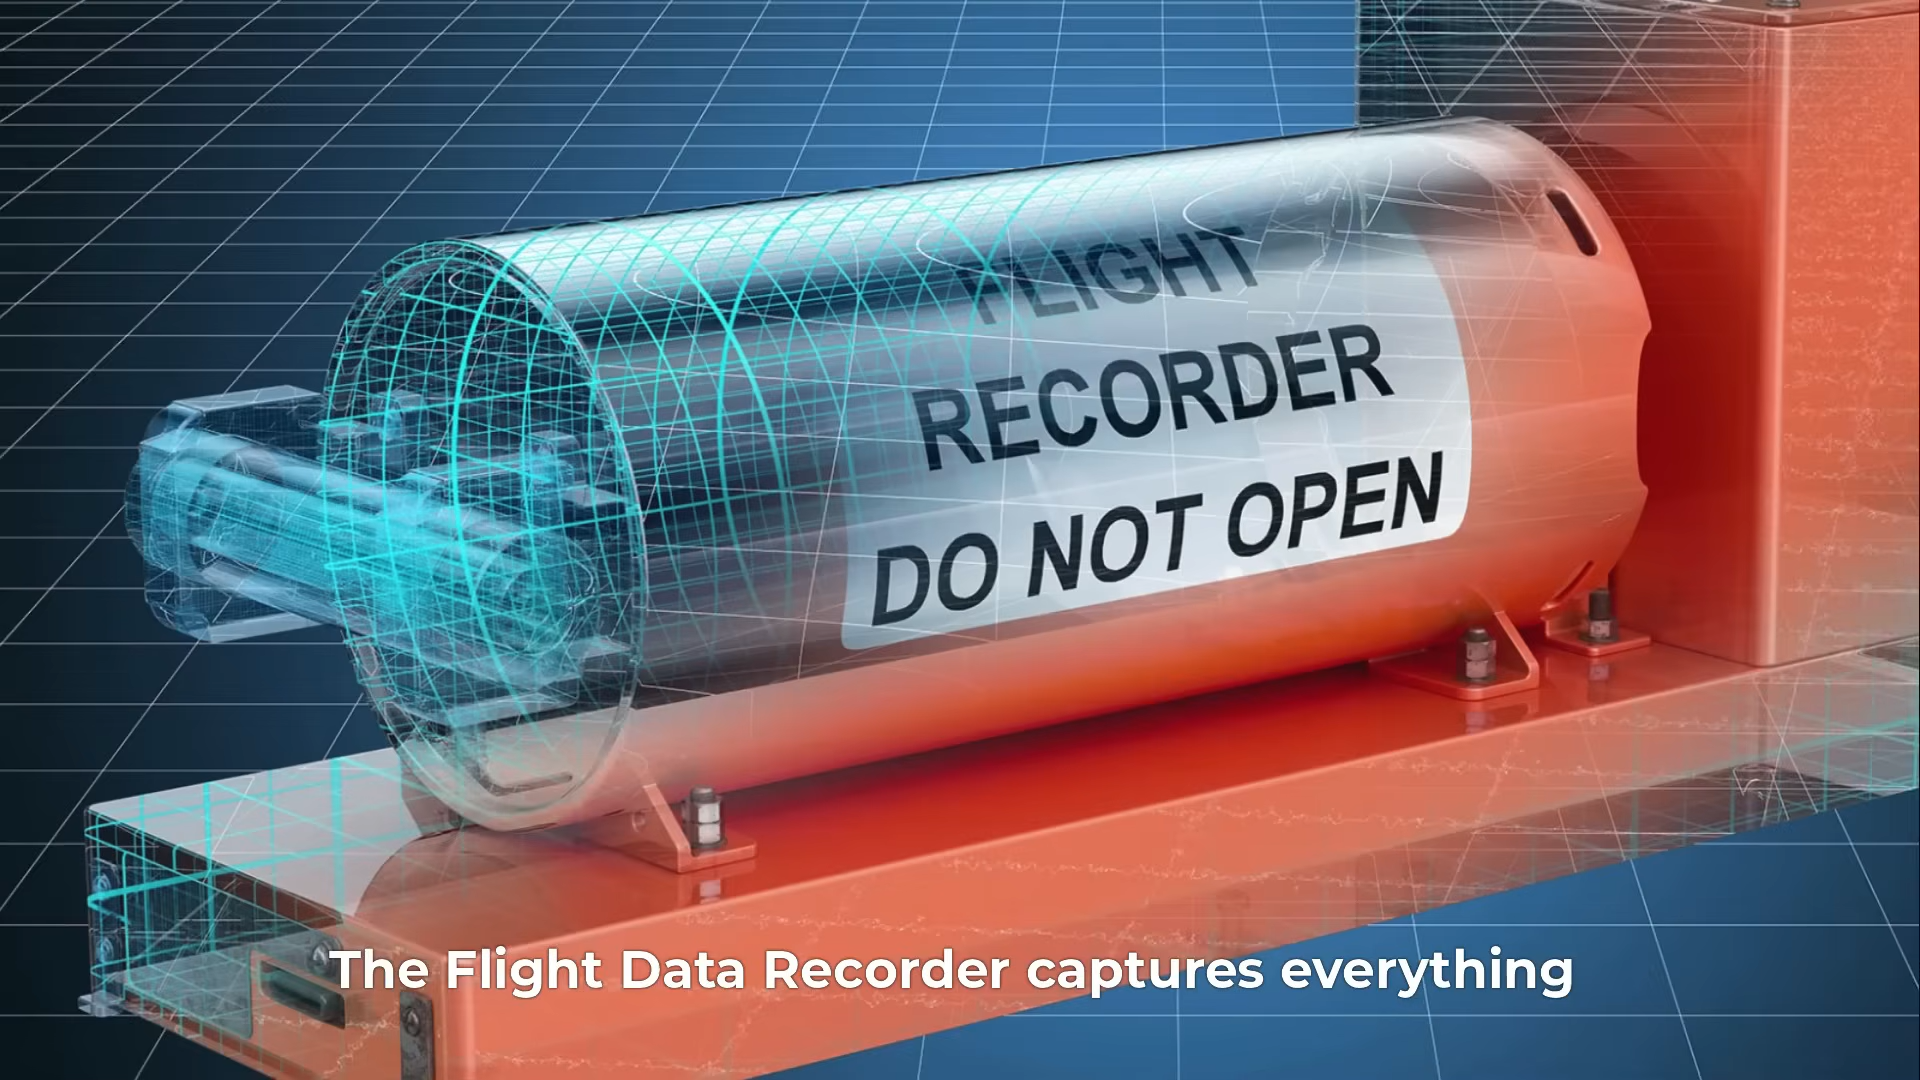 FLIGHT
RECORDER
DO NOT OPEN
The Flight Data Recorder captures everything